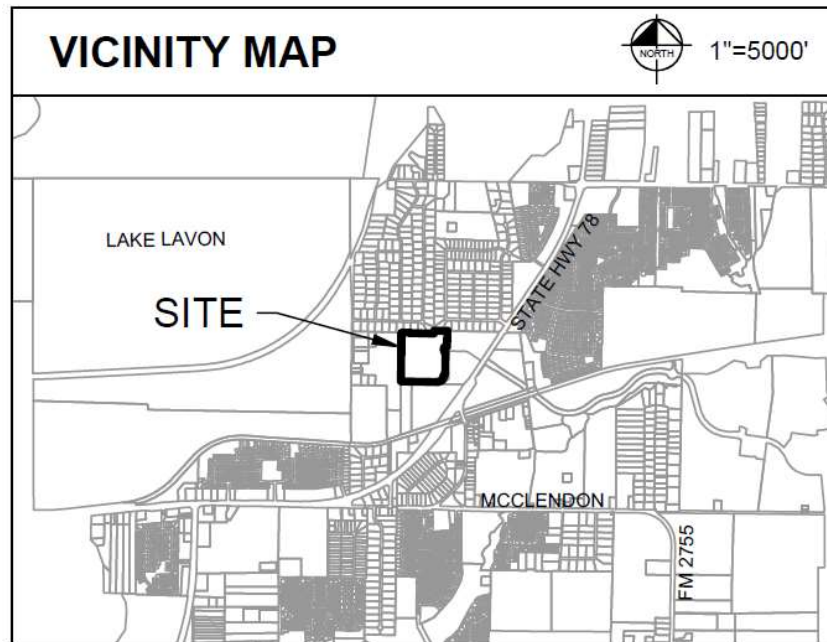 VICINITY MAP
NORTH
1"=5000'
LAKE LAVON
STATE HWY 78
SITE
MCCLENDON
FM 2755